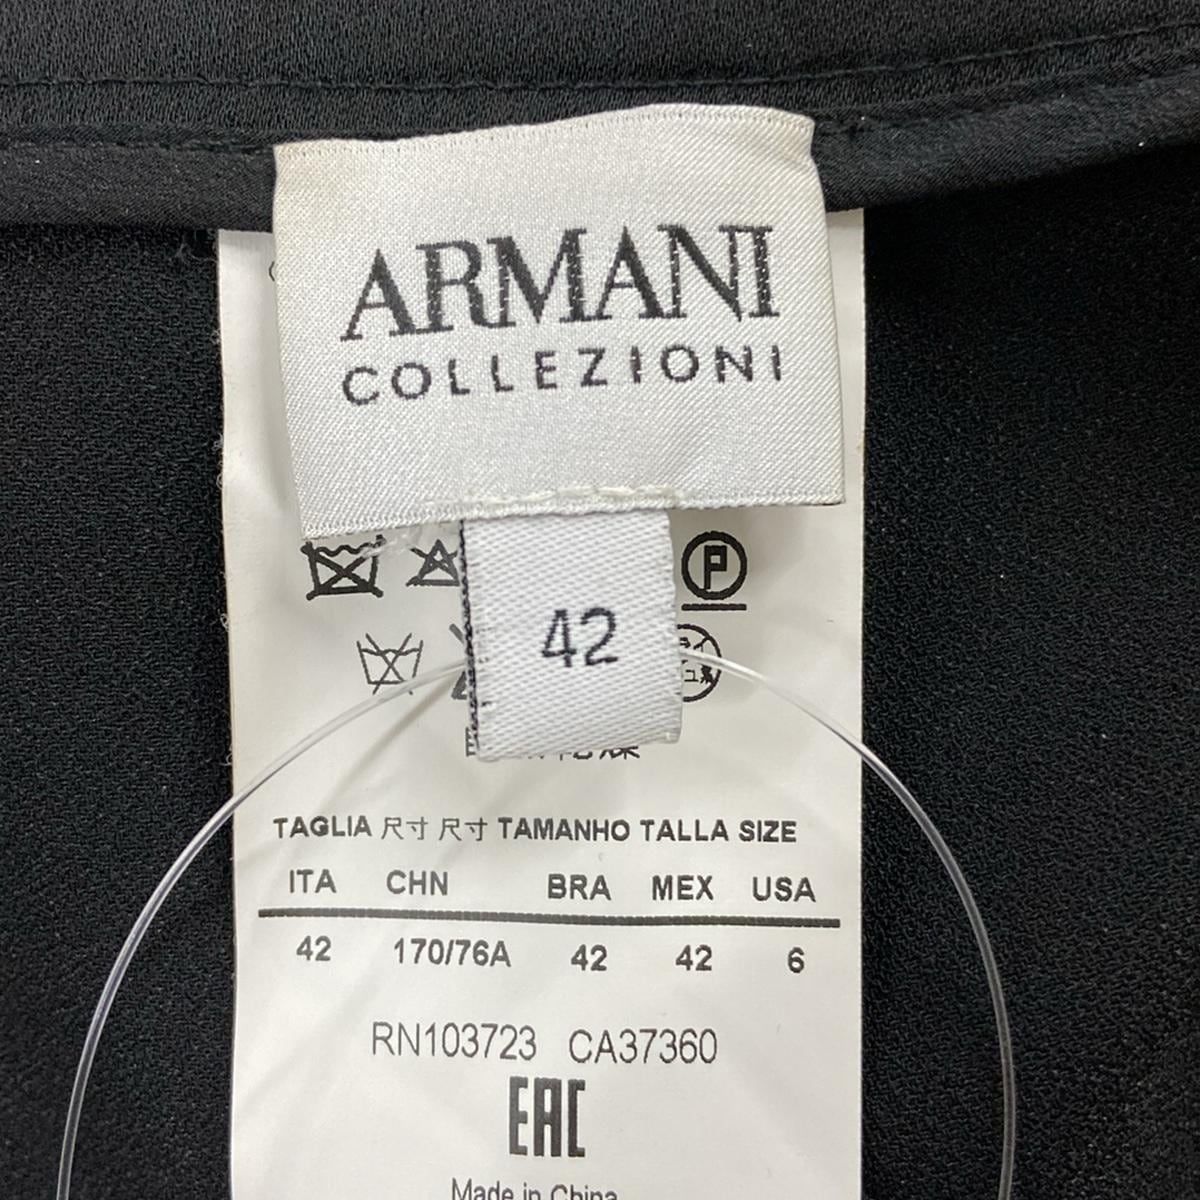 ARMANI
COLLEZIONI
P
42
TAGLIA 尺寸 尺寸 TAMANHO TALLA SIZE
ITA CHN BRA MEX USA
42 170/76A 42 42 6
RN103723 CA37360
EAC
Made in China